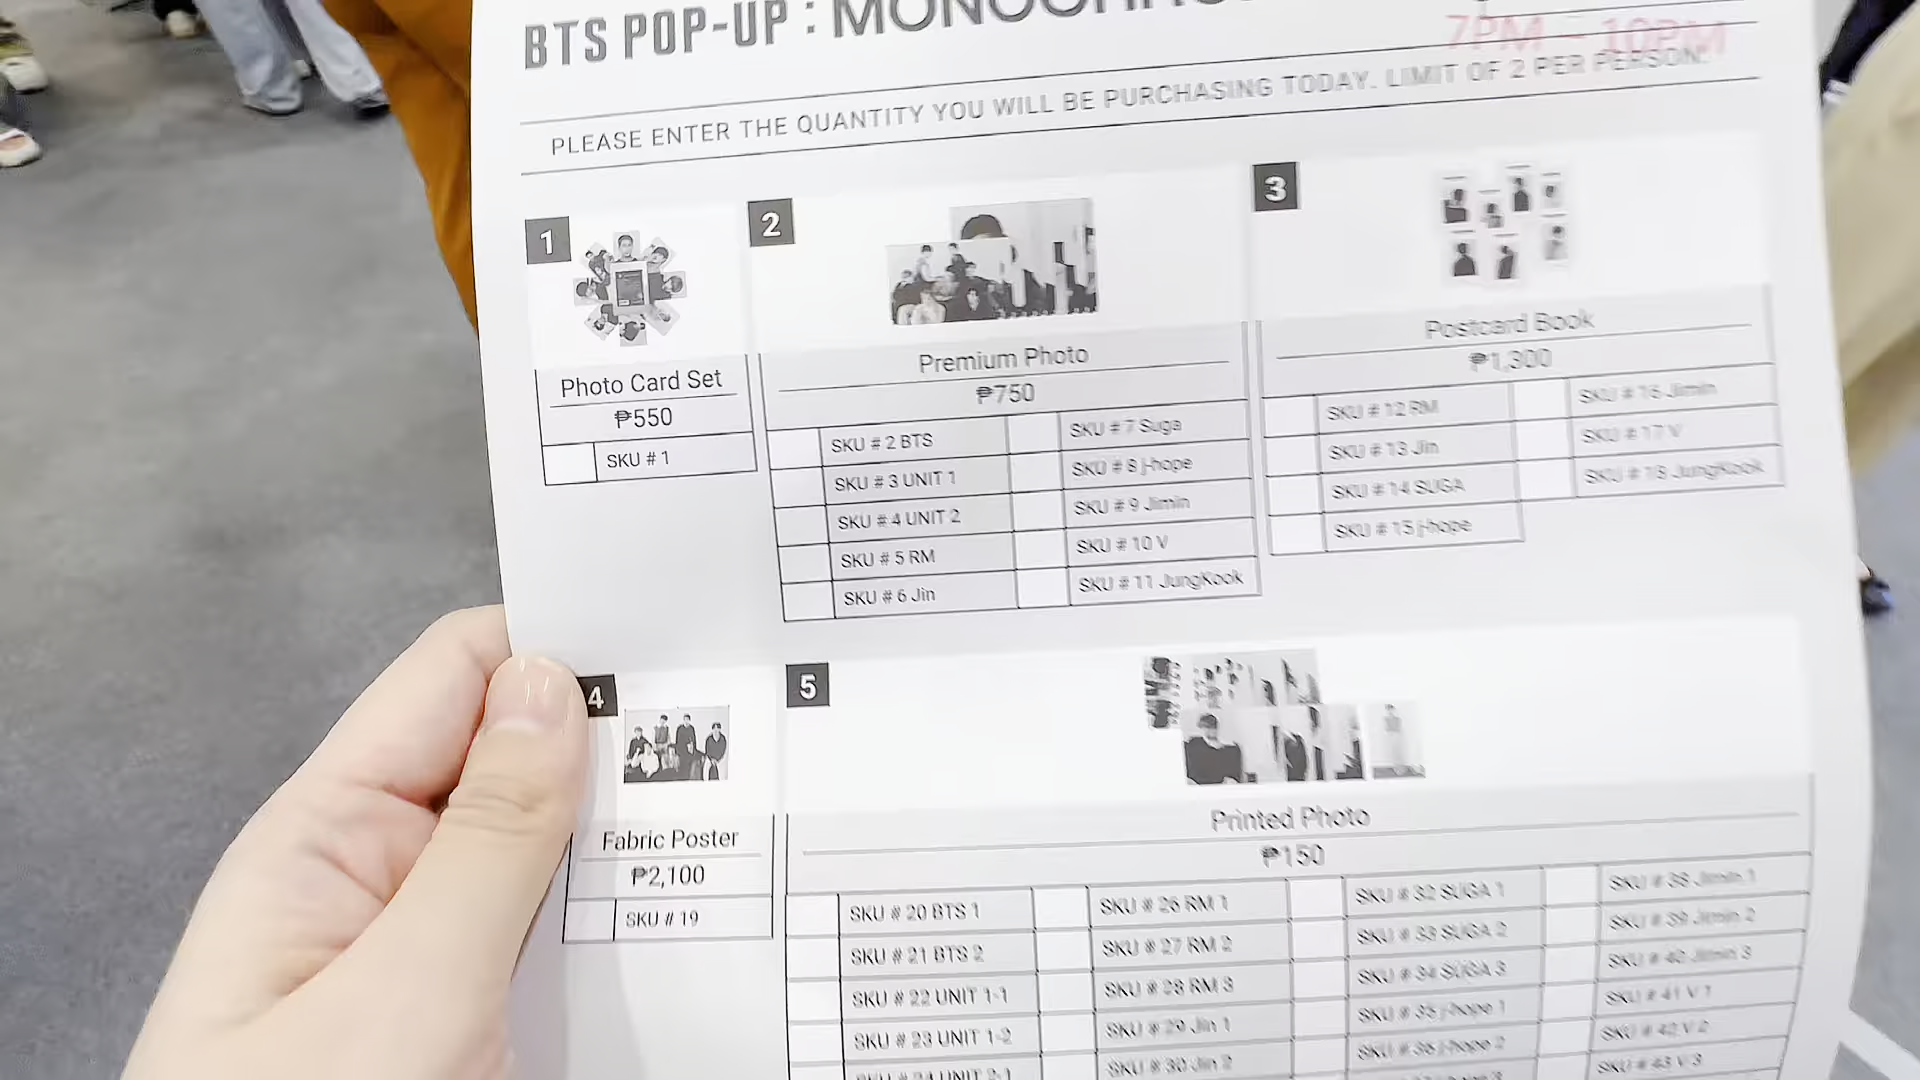 BTS POP-UP :
7PM – 10PM
PLEASE ENTER THE QUANTITY YOU WILL BE PURCHASING TODAY. LIMIT OF 2 PER PERSON.
1
Photo Card Set
₱550
SKU # 1
2
Premium Photo
₱750
SKU # 2 BTS
SKU # 3 UNIT 1
SKU # 4 UNIT 2
SKU # 5 RM
SKU # 6 Jin
SKU # 7 Suga
SKU # 8 j-hope
SKU # 9 Jimin
SKU # 10 V
SKU # 11 JungKook
3
Postcard Book
₱1,300
SKU # 12 RM
SKU # 13 Jin
SKU # 14 SUGA
SKU # 15 j-hope
SKU # 16 Jimin
SKU # 17 V
SKU # 18 JungKook
4
Fabric Poster
₱2,100
SKU # 19
5
Printed Photo
₱150
SKU # 20 BTS 1
SKU # 21 BTS 2
SKU # 22 UNIT 1-1
SKU # 23 UNIT 1-2
SKU # 24 UNIT 2-1
SKU # 26 RM 1
SKU # 27 RM 2
SKU # 28 RM 3
SKU # 29 Jin 1
SKU # 30 Jin 2
SKU # 32 SUGA 1
SKU # 33 SUGA 2
SKU # 34 SUGA 3
SKU # 35 j-hope 1
SKU # 36 j-hope 2
SKU # 38 Jimin 1
SKU # 39 Jimin 2
SKU # 40 Jimin 3
SKU # 41 V 1
SKU # 42 V 2
SKU # 43 V 3